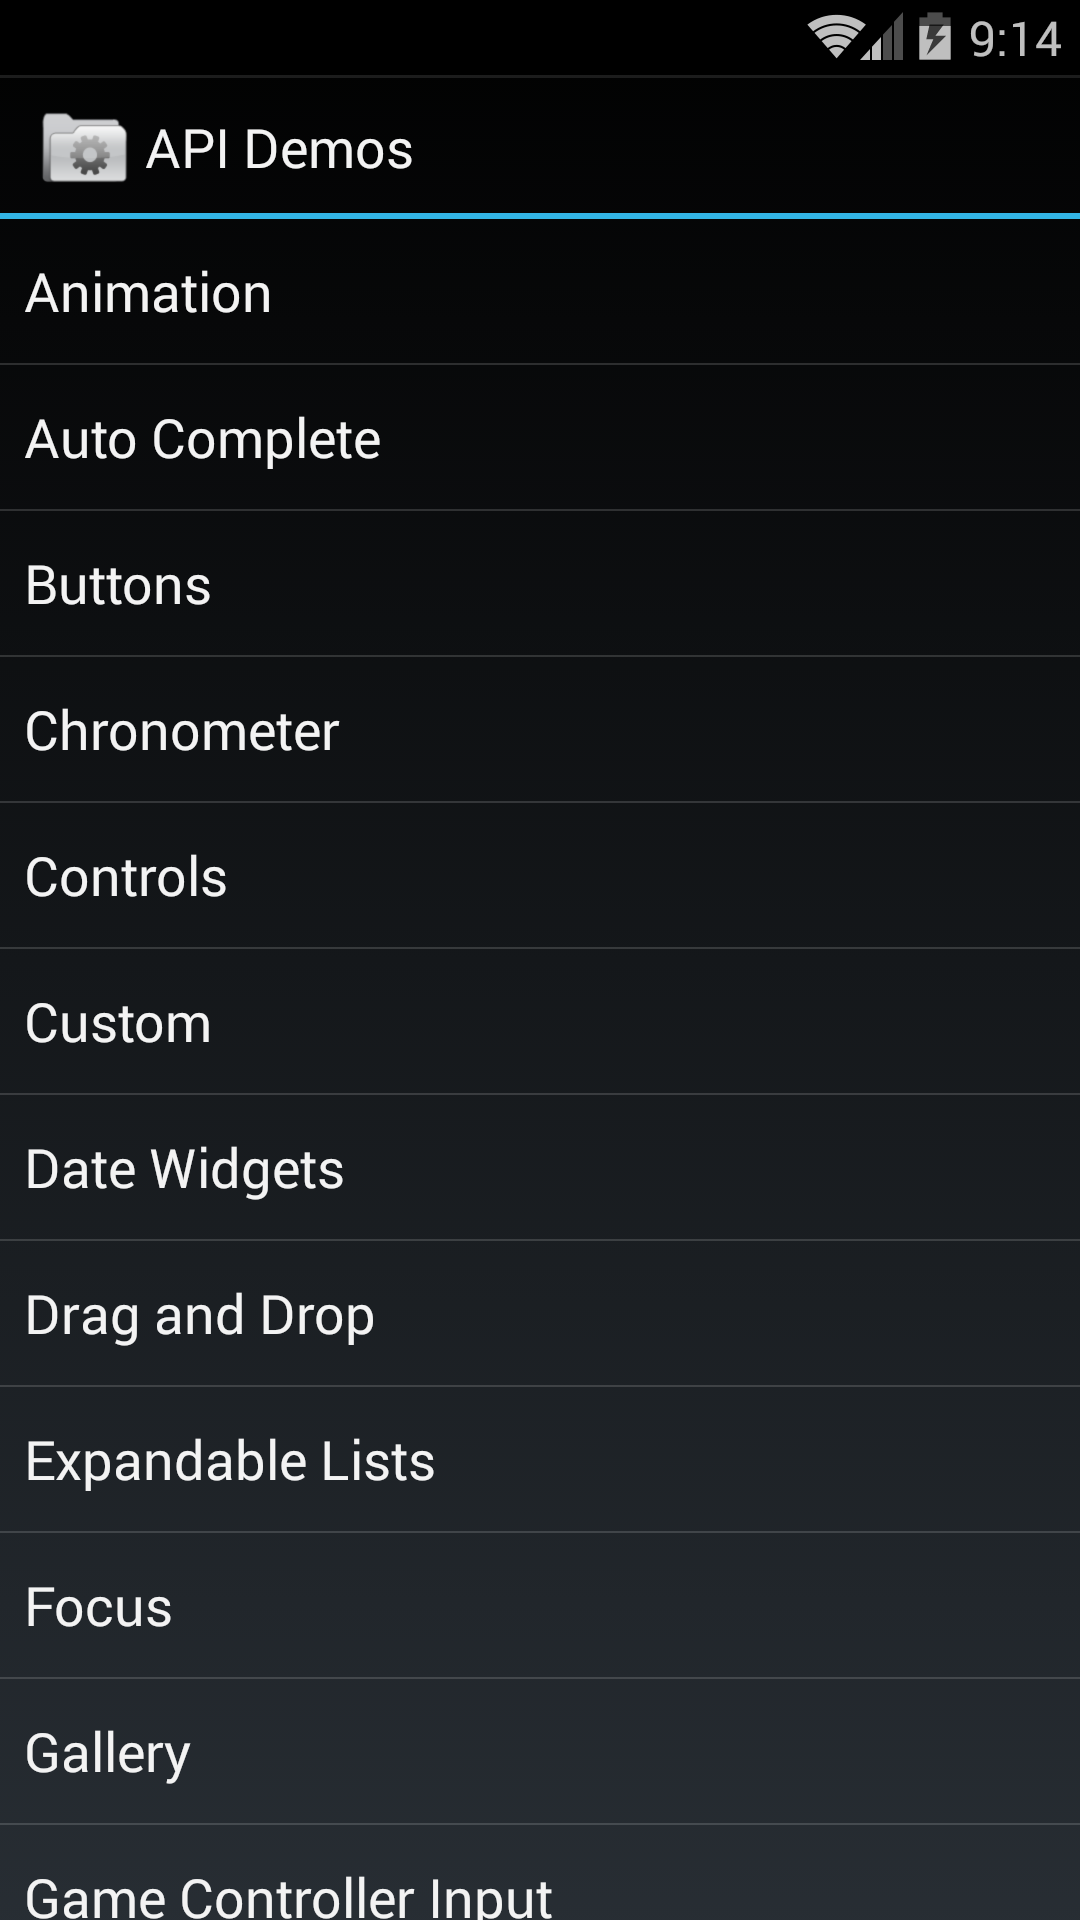 9:14
API Demos
Animation
Auto Complete
Buttons
Chronometer
Controls
Custom
Date Widgets
Drag and Drop
Expandable Lists
Focus
Gallery
Game Controller Input